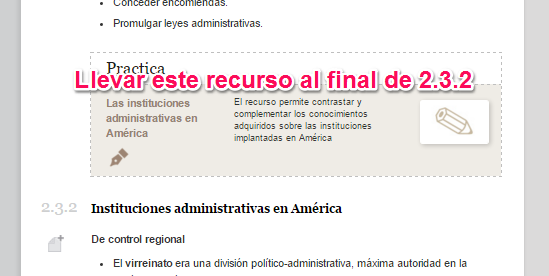 Conceder encomiendas.
Promulgar leyes administrativas.
Practica
Llevar este recurso al final de 2.3.2
Las instituciones
administrativas en
América
El recurso permite contrastar y
complementar los conocimientos
adquiridos sobre las instituciones
implantadas en América
2.3.2 Instituciones administrativas en América
De control regional
El virreinato era una división político-administrativa, máxima autoridad en la